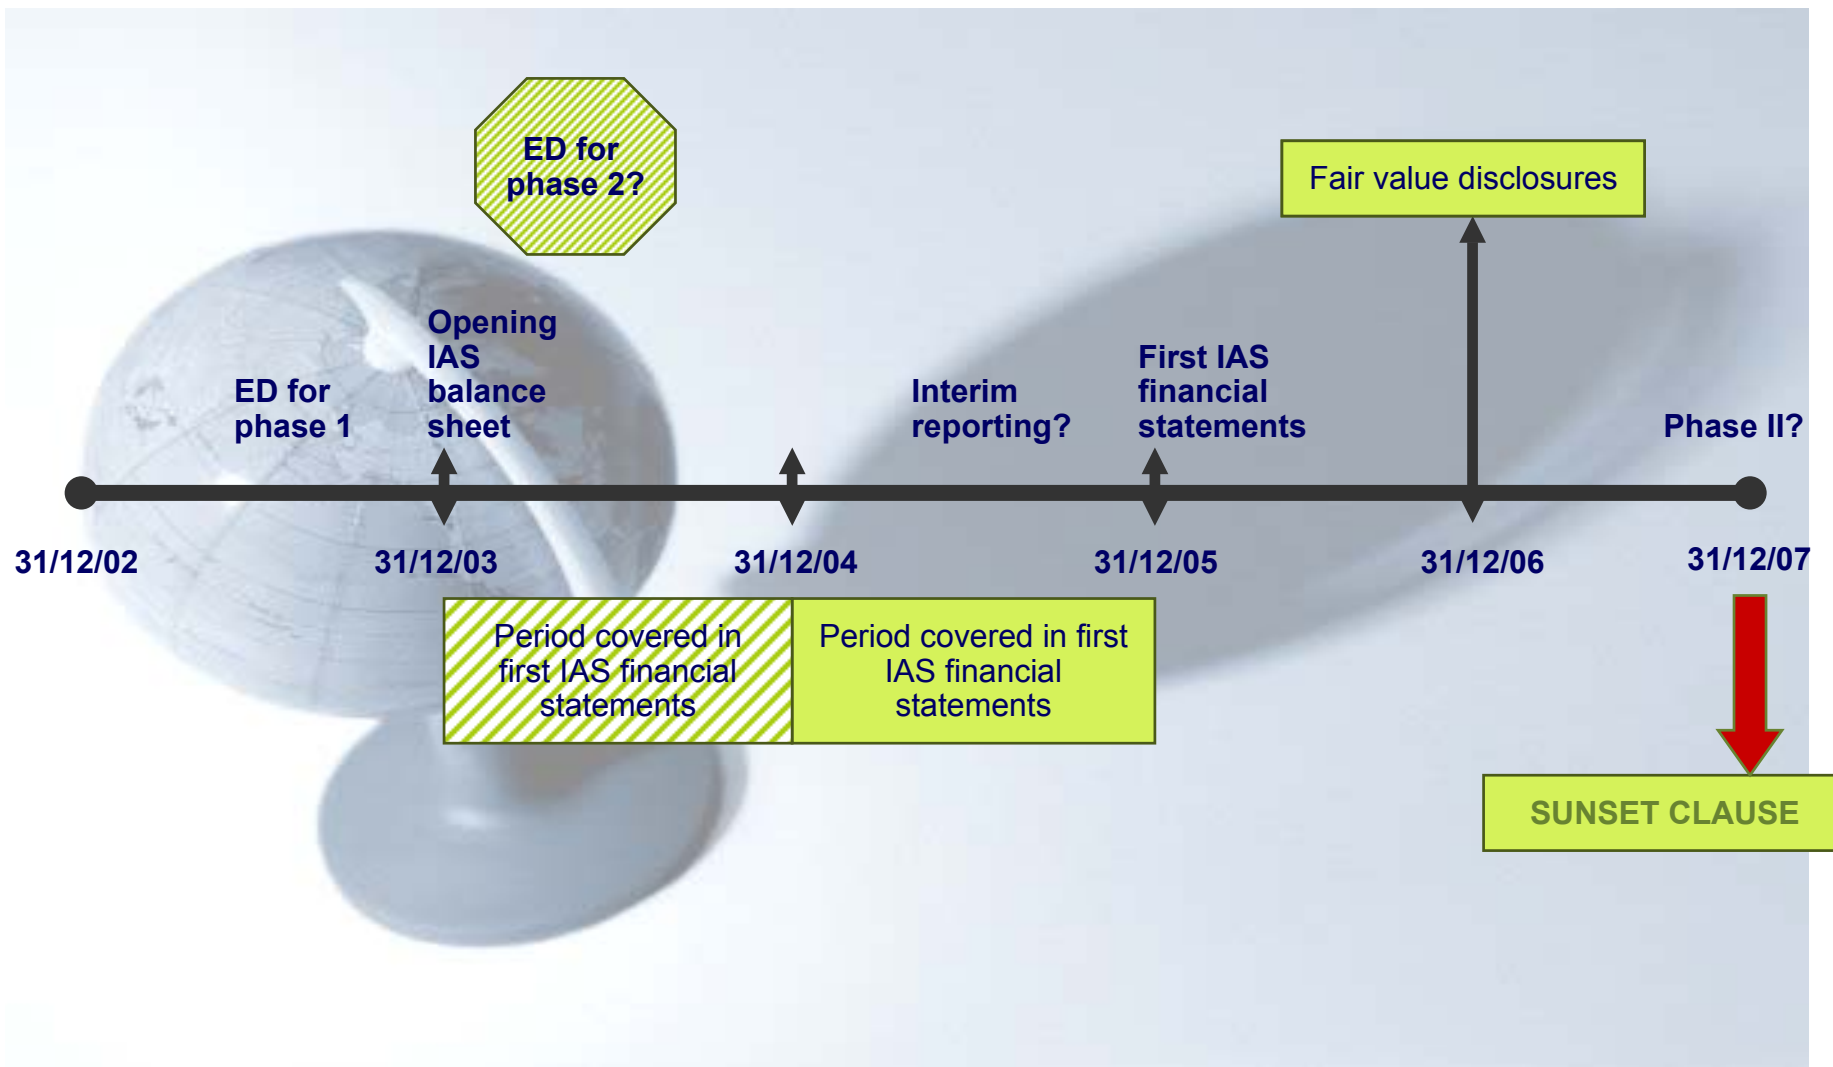 ED for
phase 2?
Fair value disclosures
Opening
IAS
balance
sheet
ED for
phase 1
Interim
reporting?
First IAS
financial
statements
Phase II?
31/12/02
31/12/03
31/12/04
31/12/05
31/12/06
31/12/07
Period covered in
first IAS financial
statements
Period covered in first
IAS financial
statements
SUNSET CLAUSE